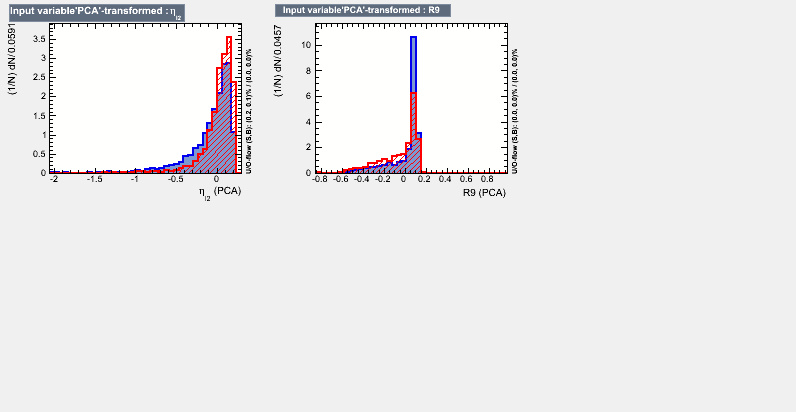 Input variable'PCA'-transformed : η_l2
(1/N) dN/0.0591
3.5
3
2.5
2
1.5
1
0.5
0
-2 -1.5 -1 -0.5 0
η_l2 (PCA)
U/O-flow (S,B): (0.2, 0.1)% / (0.0, 0.0)%
Input variable'PCA'-transformed : R9
(1/N) dN/0.0457
10
8
6
4
2
0
-0.8 -0.6 -0.4 -0.2 0 0.2 0.4 0.6 0.8
R9 (PCA)
U/O-flow (S,B): (0.0, 0.0)% / (0.0, 0.0)%